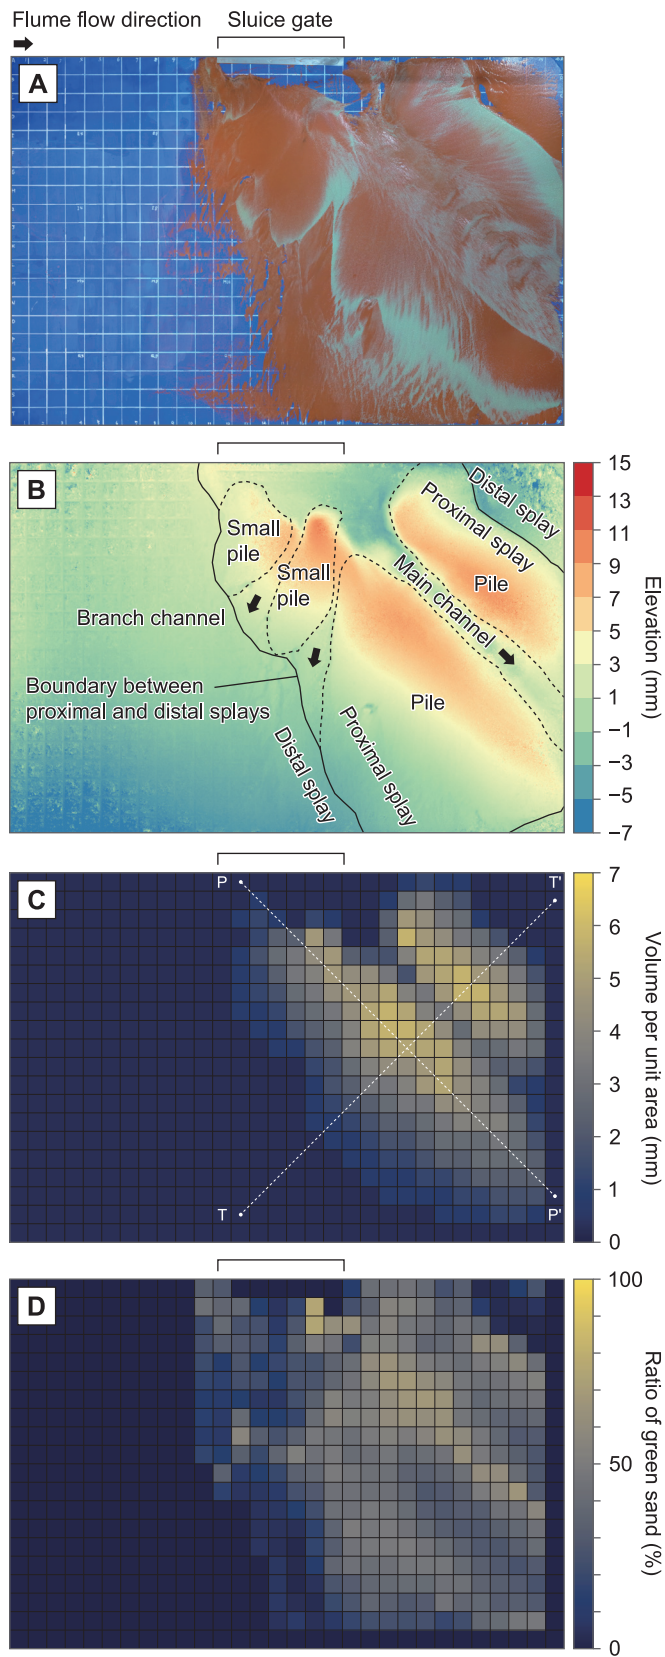 Flume flow direction
Sluice gate
A
B
Distal splay
Proximal splay
Small
pile
Small
pile
Pile
Main channel
Branch channel
Boundary between
proximal and distal splays
Pile
Distal splay
Proximal splay
15
13
11
9
7
5
3
1
−1
−3
−5
−7
Elevation (mm)
C
P
T'
T
P'
7
6
5
4
3
2
1
0
Volume per unit area (mm)
D
100
50
0
Ratio of green sand (%)